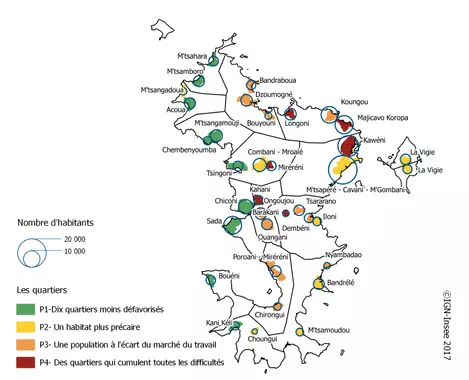 M'tsahara
M'tsamboro
M'tsangadoua
Acoua
Bandraboua
Dzoumogné
M'tsangamouji
Bouyouni
Longoni
Koungou
Majicavo Koropa
Chembenyoumba
Kawéni
Combani - Mroalé
Tsingoni
Miréréni
La Vigie
La Vigie
M'tsapéré - Cavani - M'Gombani
Kahani
Chiconi
Ongoujou
Tsararano
Barakani
Sada
Iloni
Dembéni
Ouangani
Nombre d'habitants
20 000
10 000
Poroani - Miréréni
Nyambadao
Bouéni
Bandrélé
Les quartiers
P1-Dix quartiers moins défavorisés
P2- Un habitat plus précaire
P3- Une population à l'écart du marché du travail
P4- Des quartiers qui cumulent toutes les difficultés
Chirongui
Kani Kéli
M'tsamoudou
Choungui
©IGN-Insee 2017